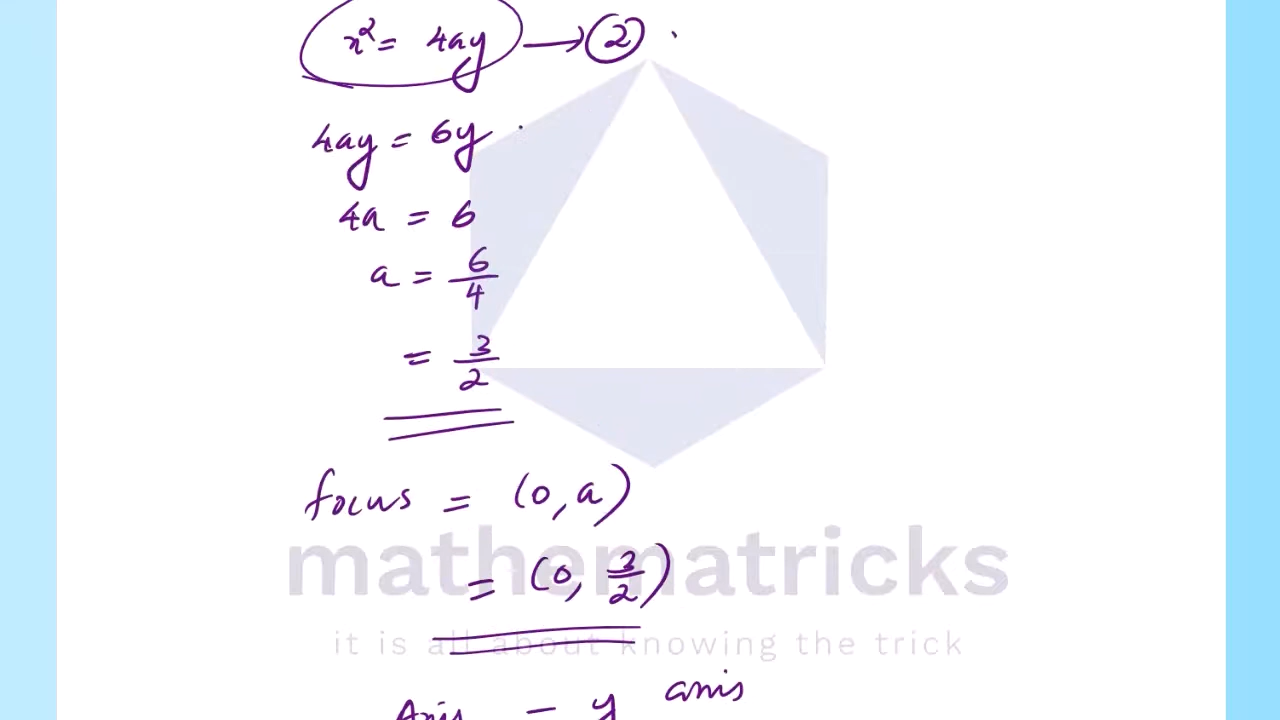 x² = 4ay → ②
4ay = 6y
4a = 6
a = 6/4
= 3/2
focus = (0, a)
= (0, 3/2)
mathematricks
it is all about knowing the trick
Axis – y axis